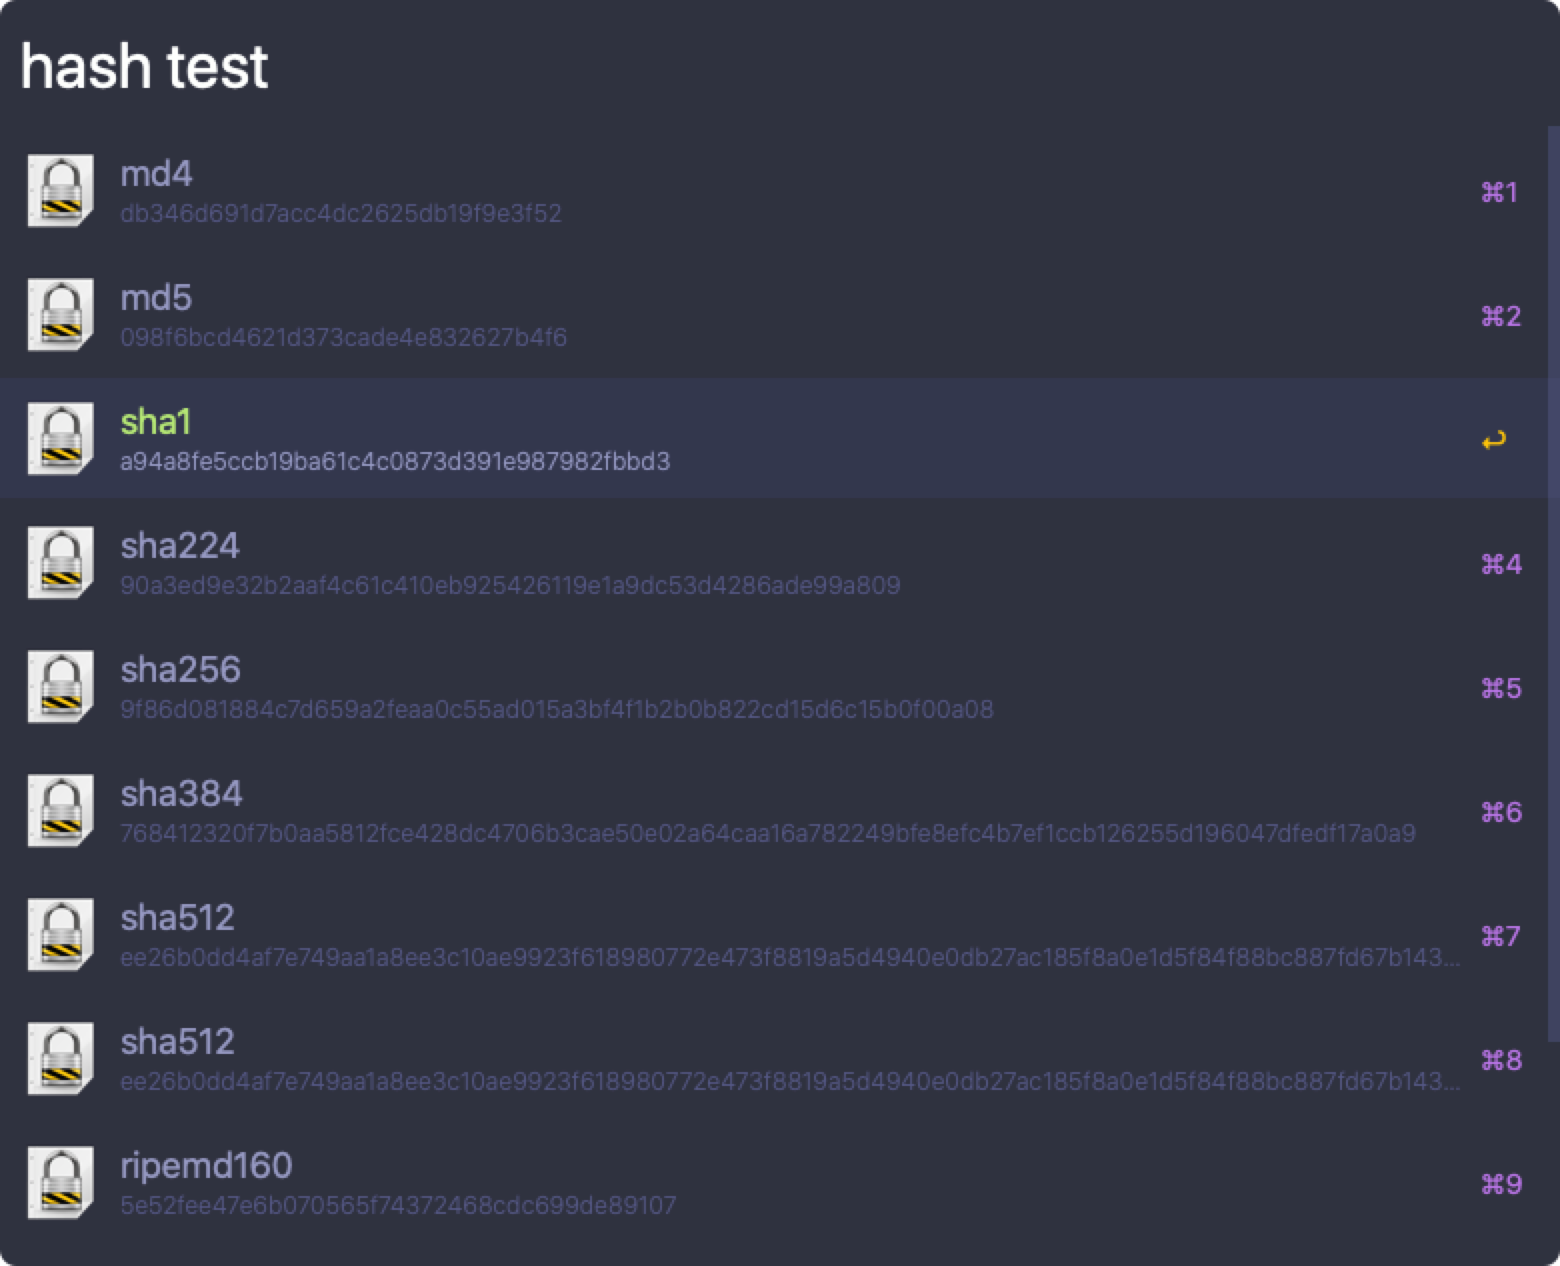 hash test
md4
db346d691d7acc4dc2625db19f9e3f52
⌘1
md5
098f6bcd4621d373cade4e832627b4f6
⌘2
sha1
a94a8fe5ccb19ba61c4c0873d391e987982fbbd3
↩
sha224
90a3ed9e32b2aaf4c61c410eb925426119e1a9dc53d4286ade99a809
⌘4
sha256
9f86d081884c7d659a2feaa0c55ad015a3bf4f1b2b0b822cd15d6c15b0f00a08
⌘5
sha384
768412320f7b0aa5812fce428dc4706b3cae50e02a64caa16a782249bfe8efc4b7ef1ccb126255d196047dfedf17a0a9
⌘6
sha512
ee26b0dd4af7e749aa1a8ee3c10ae9923f618980772e473f8819a5d4940e0db27ac185f8a0e1d5f84f88bc887fd67b143...
⌘7
sha512
ee26b0dd4af7e749aa1a8ee3c10ae9923f618980772e473f8819a5d4940e0db27ac185f8a0e1d5f84f88bc887fd67b143...
⌘8
ripemd160
5e52fee47e6b070565f74372468cdc699de89107
⌘9